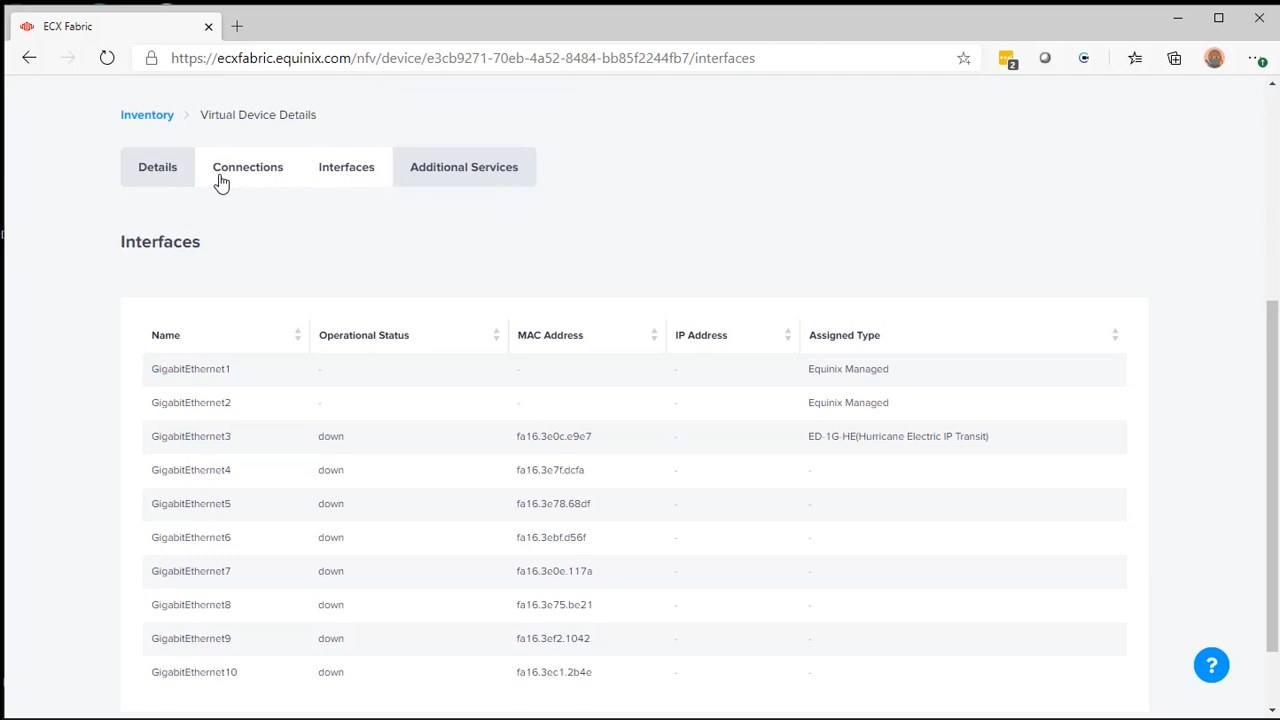 ECX Fabric
https://ecxfabric.equinix.com/nfv/device/e3cb9271-70eb-4a52-8484-bb85f2244fb7/interfaces
2
Inventory > Virtual Device Details
Details Connections Interfaces Additional Services
Interfaces
Name Operational Status MAC Address IP Address Assigned Type
GigabitEthernet1 - - - Equinix Managed
GigabitEthernet2 - - - Equinix Managed
GigabitEthernet3 down fa16.3e0c.e9e7 - ED-1G-HE(Hurricane Electric IP Transit)
GigabitEthernet4 down fa16.3e7f.dcfa - -
GigabitEthernet5 down fa16.3e78.68df - -
GigabitEthernet6 down fa16.3ebf.d56f - -
GigabitEthernet7 down fa16.3e0e.117a - -
GigabitEthernet8 down fa16.3e75.be21 - -
GigabitEthernet9 down fa16.3ef2.1042 - -
GigabitEthernet10 down fa16.3ec1.2b4e - -
?